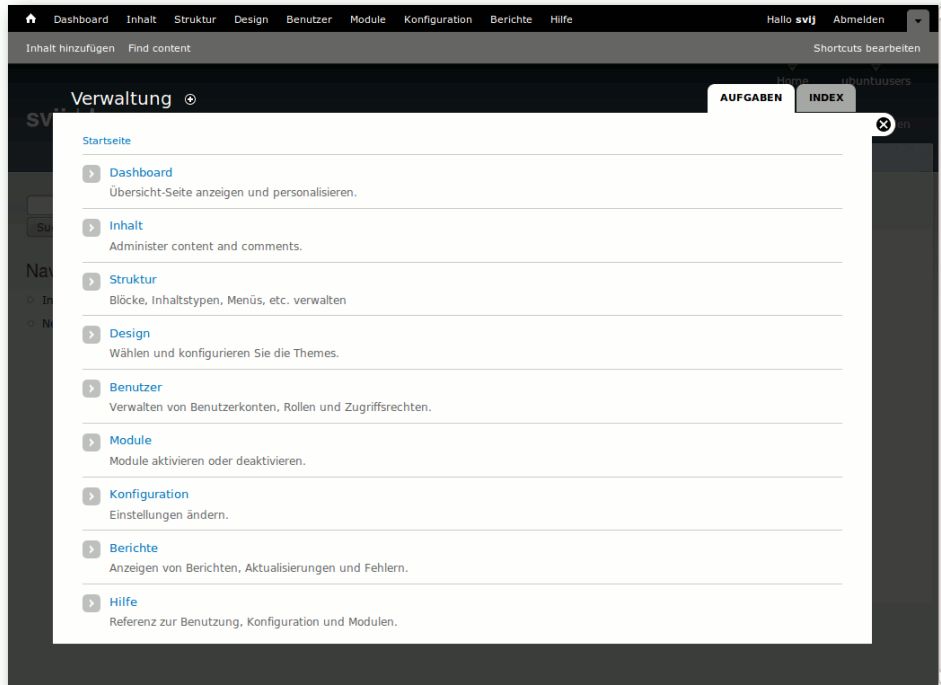 Dashboard Inhalt Struktur Design Benutzer Module Konfiguration Berichte Hilfe Hallo svij Abmelden
Inhalt hinzufügen Find content Shortcuts bearbeiten
Home ubuntuusers
Verwaltung AUFGABEN INDEX
Startseite
Dashboard
Übersicht-Seite anzeigen und personalisieren.
Inhalt
Administer content and comments.
Struktur
Blöcke, Inhaltstypen, Menüs, etc. verwalten
Design
Wählen und konfigurieren Sie die Themes.
Benutzer
Verwalten von Benutzerkonten, Rollen und Zugriffsrechten.
Module
Module aktivieren oder deaktivieren.
Konfiguration
Einstellungen ändern.
Berichte
Anzeigen von Berichten, Aktualisierungen und Fehlern.
Hilfe
Referenz zur Benutzung, Konfiguration und Modulen.